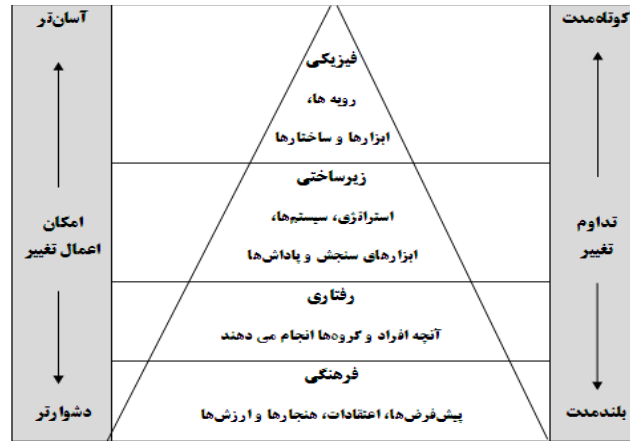 کوتاه‌مدت
تداوم
تغییر
بلندمدت
فیزیکی
رویه ها،
ابزارها و ساختارها
زیرساختی
استراتژی، سیستم‌ها،
ابزارهای سنجش و پاداش‌ها
رفتاری
آنچه افراد و گروه‌ها انجام می دهند
فرهنگی
پیش‌فرض‌ها، اعتقادات، هنجارها و ارزش‌ها
آسان‌تر
امکان
اعمال تغییر
دشوارتر